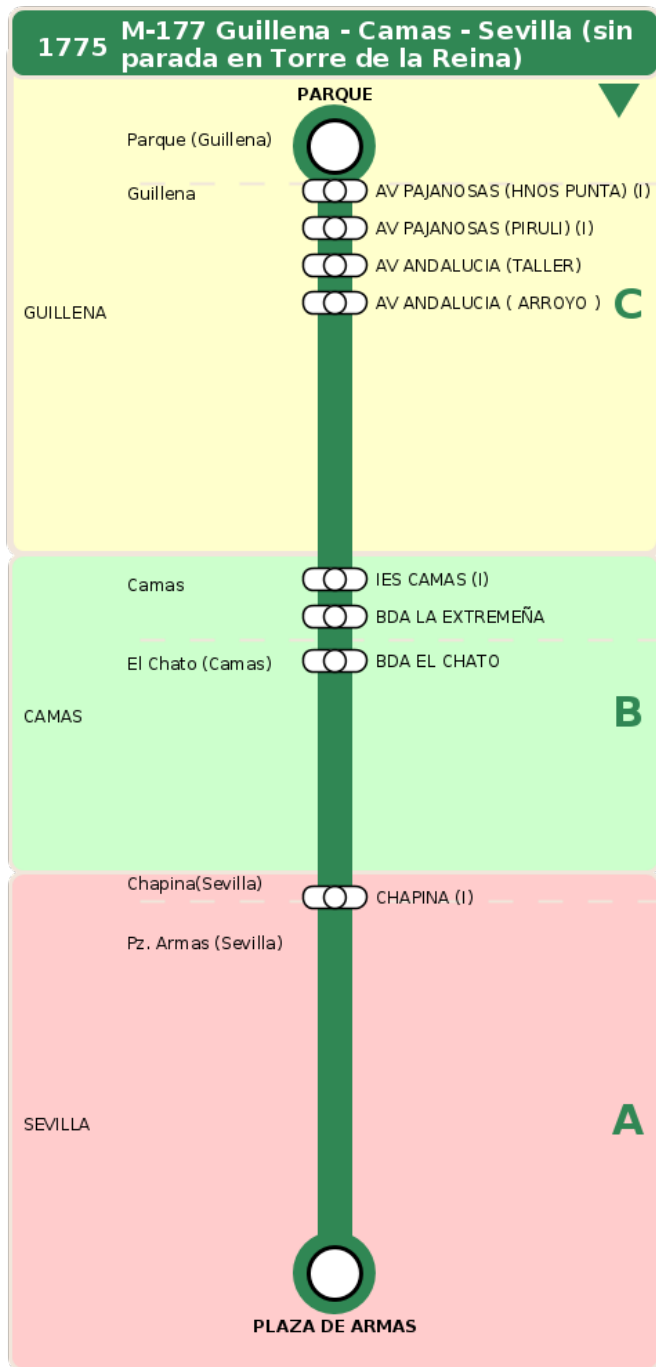 1775
M-177 Guillena - Camas - Sevilla (sin
parada en Torre de la Reina)
PARQUE
Parque (Guillena)
Guillena
AV PAJANOSAS (HNOS PUNTA) (I)
AV PAJANOSAS (PIRULI) (I)
AV ANDALUCIA (TALLER)
AV ANDALUCIA ( ARROYO )
C
GUILLENA
Camas
IES CAMAS (I)
BDA LA EXTREMEÑA
El Chato (Camas)
BDA EL CHATO
CAMAS
B
Chapina(Sevilla)
CHAPINA (I)
Pz. Armas (Sevilla)
SEVILLA
A
PLAZA DE ARMAS